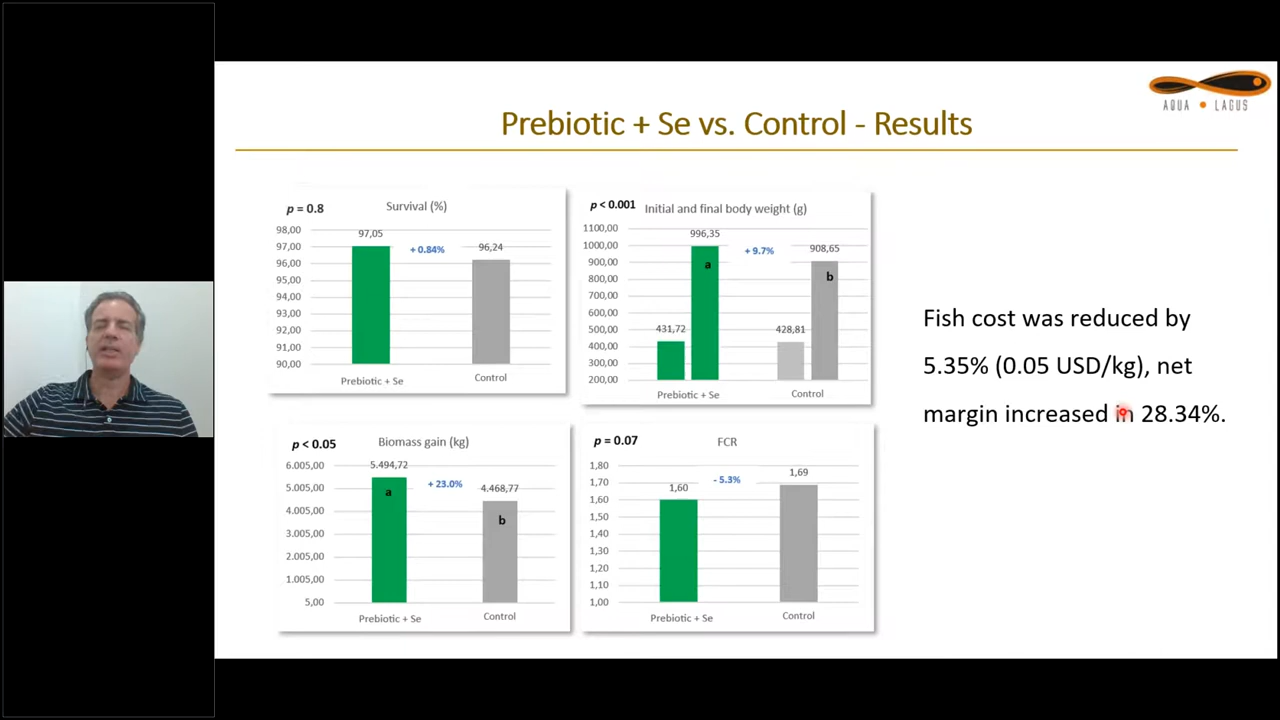 AQUA LAGUS
Prebiotic + Se vs. Control - Results
p = 0.8
Survival (%)
98,00
97,00
96,00
95,00
94,00
93,00
92,00
91,00
90,00
97,05
+ 0.84%
96,24
Prebiotic + Se
Control
p < 0.001
Initial and final body weight (g)
1100,00
1000,00
900,00
800,00
700,00
600,00
500,00
400,00
300,00
200,00
431,72
996,35
a
+ 9.7%
428,81
908,65
b
Prebiotic + Se
Control
Fish cost was reduced by
5.35% (0.05 USD/kg), net
margin increased in 28.34%.
p < 0.05
Biomass gain (kg)
6.005,00
5.005,00
4.005,00
3.005,00
2.005,00
1.005,00
5,00
5.494,72
a
+ 23.0%
4.468,77
b
Prebiotic + Se
Control
p = 0.07
FCR
1,80
1,70
1,60
1,50
1,40
1,30
1,20
1,10
1,00
1,60
- 5.3%
1,69
Prebiotic + Se
Control